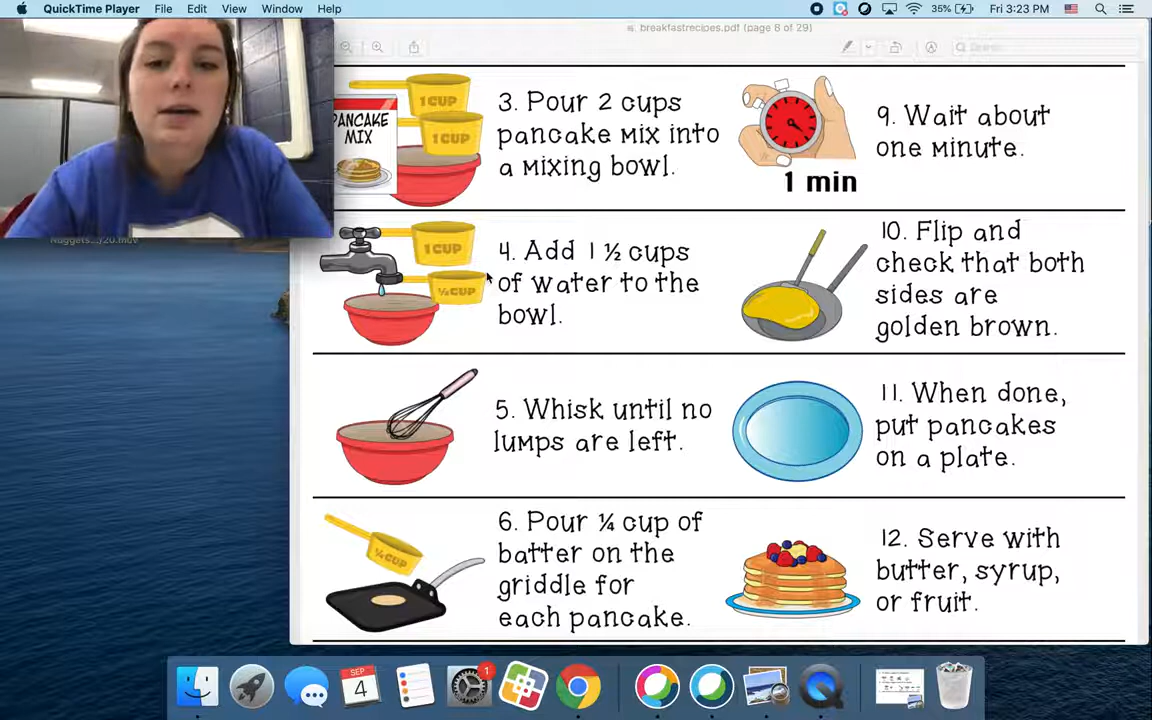 QuickTime Player File Edit View Window Help 35% Fri 3:23 PM
breakfastrecipes.pdf (page 8 of 29)
Search
1 CUP
1 CUP
PANCAKE
MIX
3. Pour 2 cups
pancake mix into
a mixing bowl.
1 CUP
½ CUP
4. Add 1 ½ cups
of water to the
bowl.
5. Whisk until no
lumps are left.
¼ CUP
6. Pour ¼ cup of
batter on the
griddle for
each pancake.
1 min
9. Wait about
one minute.
10. Flip and
check that both
sides are
golden brown.
11. When done,
put pancakes
on a plate.
12. Serve with
butter, syrup,
or fruit.
SEP
4
1